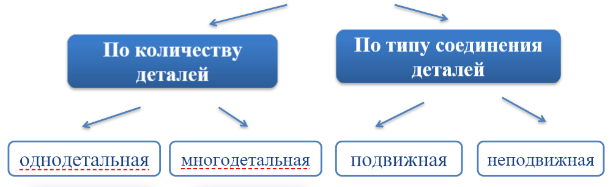 По количеству
деталей
По типу соединения
деталей
однодетальная
многодетальная
подвижная
неподвижная